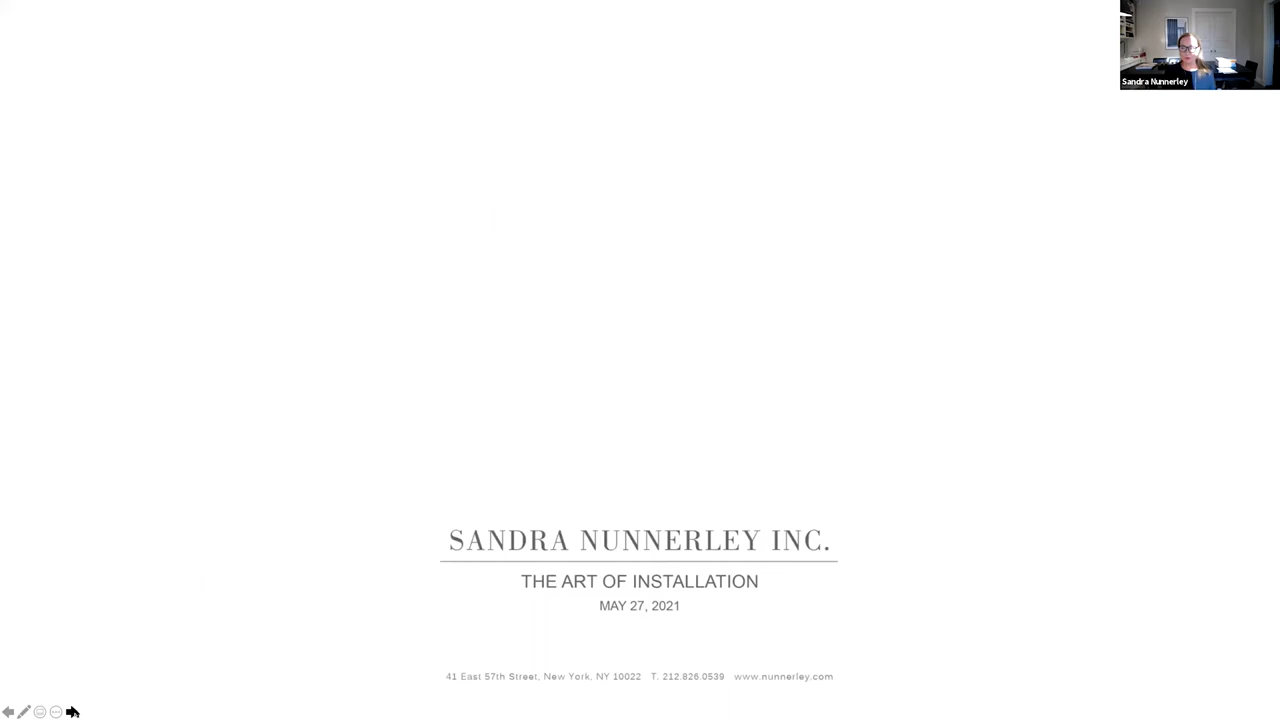 Sandra Nunnerley
SANDRA NUNNERLEY INC.
THE ART OF INSTALLATION
MAY 27, 2021
41 East 57th Street, New York, NY 10022 T. 212.826.0539 www.nunnerley.com